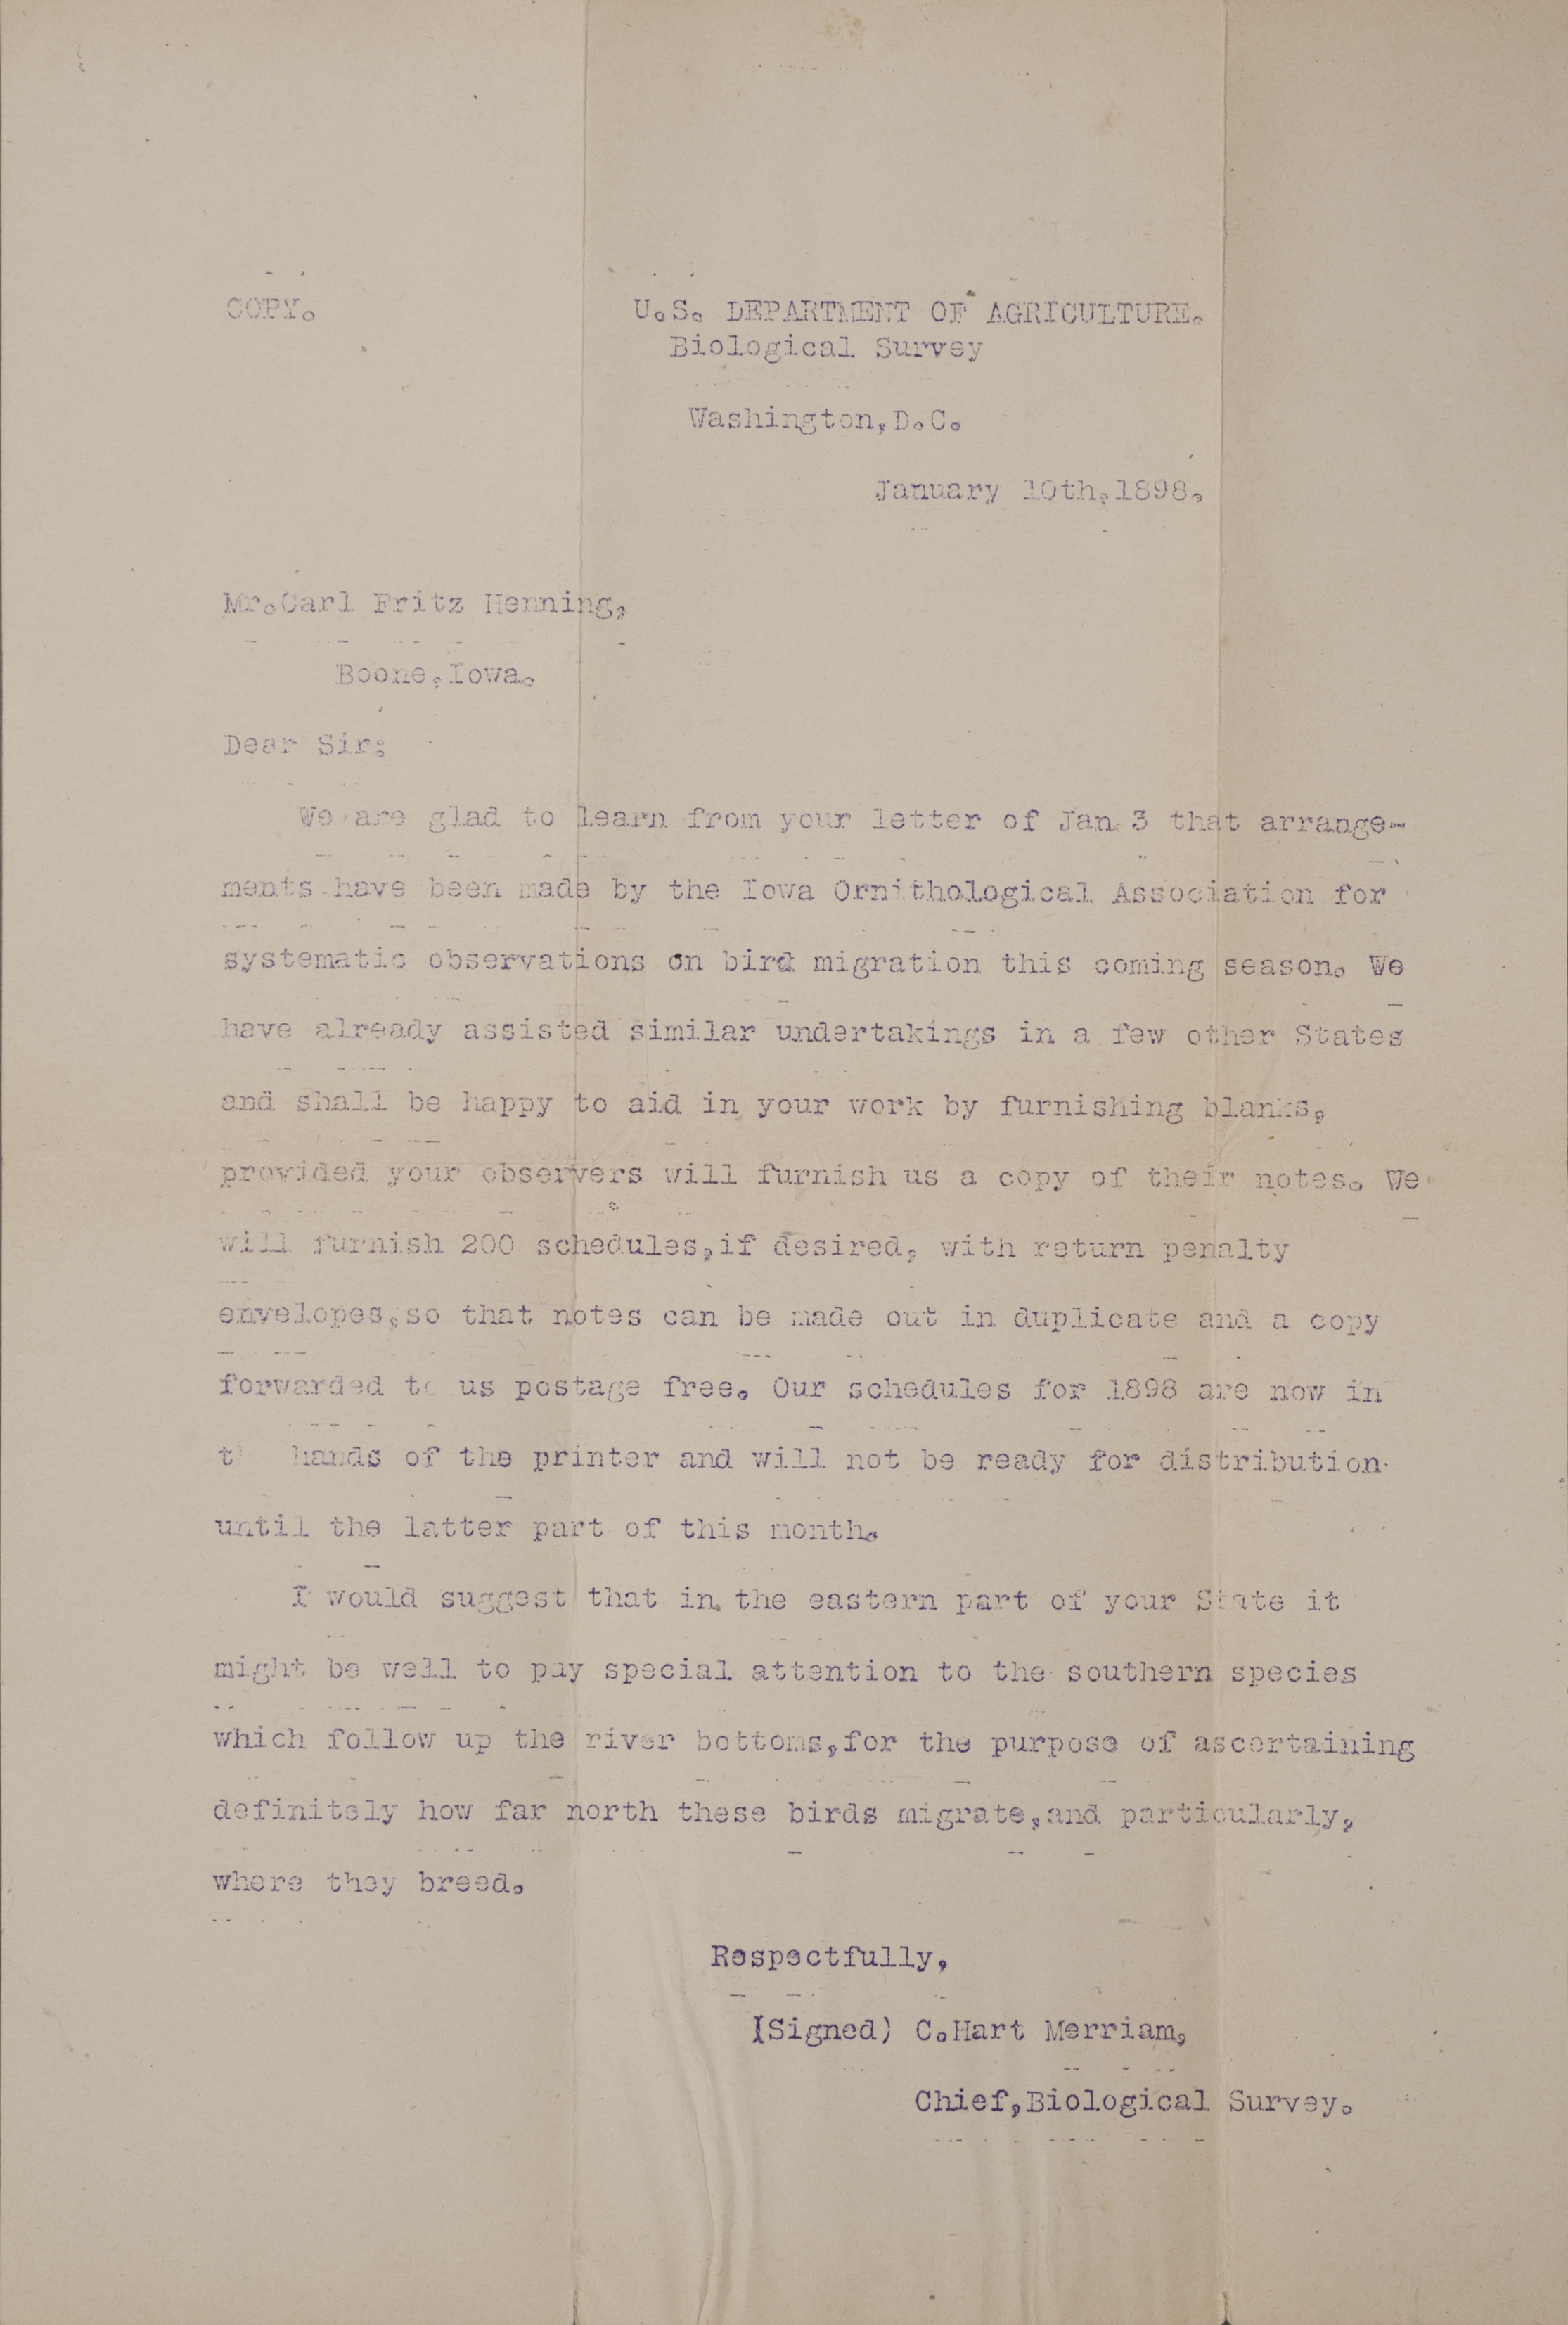 COPY.
U.S. DEPARTMENT OF AGRICULTURE.
Biological Survey
Washington,D.C.
January 10th,1898.
Mr.Carl Fritz Henning,
Boone,Iowa.
Dear Sir:
We are glad to learn from your letter of Jan. 3 that arrange-
ments have been made by the Iowa Ornithological Association for
systematic observations on bird migration this coming season. We
have already assisted similar undertakings in a few other States
and shall be happy to aid in your work by furnishing blanks,
provided your observers will furnish us a copy of their notes. We
will furnish 200 schedules,if desired, with return penalty
envelopes,so that notes can be made out in duplicate and a copy
forwarded to us postage free. Our schedules for 1898 are now in
hands of the printer and will not be ready for distribution
until the latter part of this month.
I would suggest that in the eastern part of your State it
might be well to pay special attention to the southern species
which follow up the river bottoms,for the purpose of ascertaining
definitely how far north these birds migrate,and particularly,
where they breed.
Respectfully,
(Signed) C.Hart Merriam,
Chief,Biological Survey.